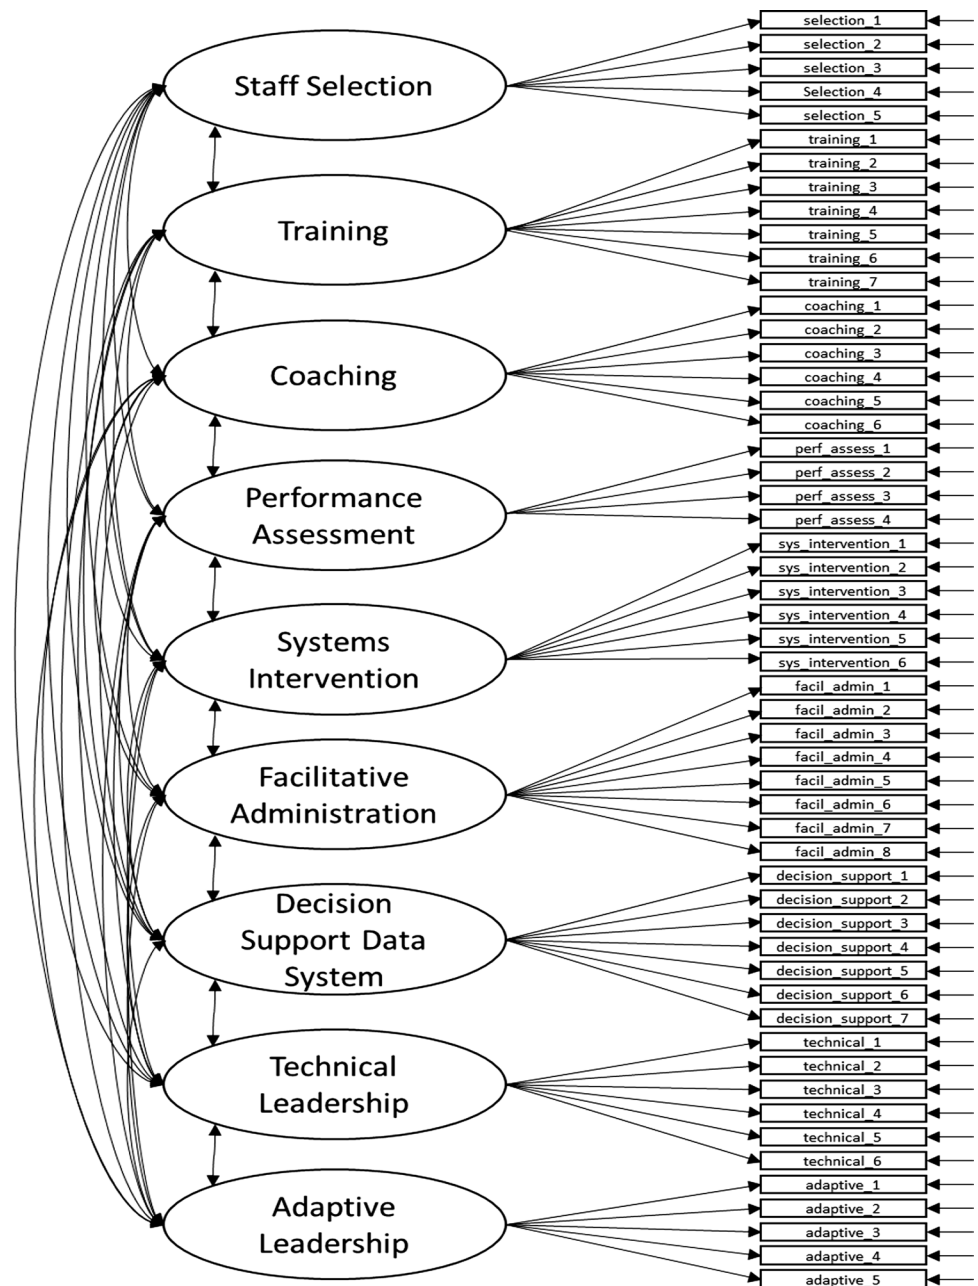 Staff Selection
Training
Coaching
Performance
Assessment
Systems
Intervention
Facilitative
Administration
Decision
Support Data
System
Technical
Leadership
Adaptive
Leadership
selection_1
selection_2
selection_3
Selection_4
selection_5
training_1
training_2
training_3
training_4
training_5
training_6
training_7
coaching_1
coaching_2
coaching_3
coaching_4
coaching_5
coaching_6
perf_assess_1
perf_assess_2
perf_assess_3
perf_assess_4
sys_intervention_1
sys_intervention_2
sys_intervention_3
sys_intervention_4
sys_intervention_5
sys_intervention_6
facil_admin_1
facil_admin_2
facil_admin_3
facil_admin_4
facil_admin_5
facil_admin_6
facil_admin_7
facil_admin_8
decision_support_1
decision_support_2
decision_support_3
decision_support_4
decision_support_5
decision_support_6
decision_support_7
technical_1
technical_2
technical_3
technical_4
technical_5
technical_6
adaptive_1
adaptive_2
adaptive_3
adaptive_4
adaptive_5